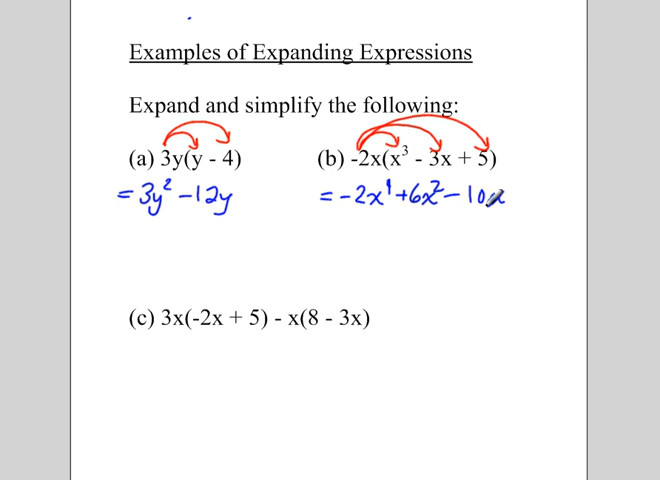 Examples of Expanding Expressions
Expand and simplify the following:
(a) 3y(y - 4) (b) -2x(x³ - 3x + 5)
= 3y² - 12y = -2x⁴ + 6x² - 10x
(c) 3x(-2x + 5) - x(8 - 3x)